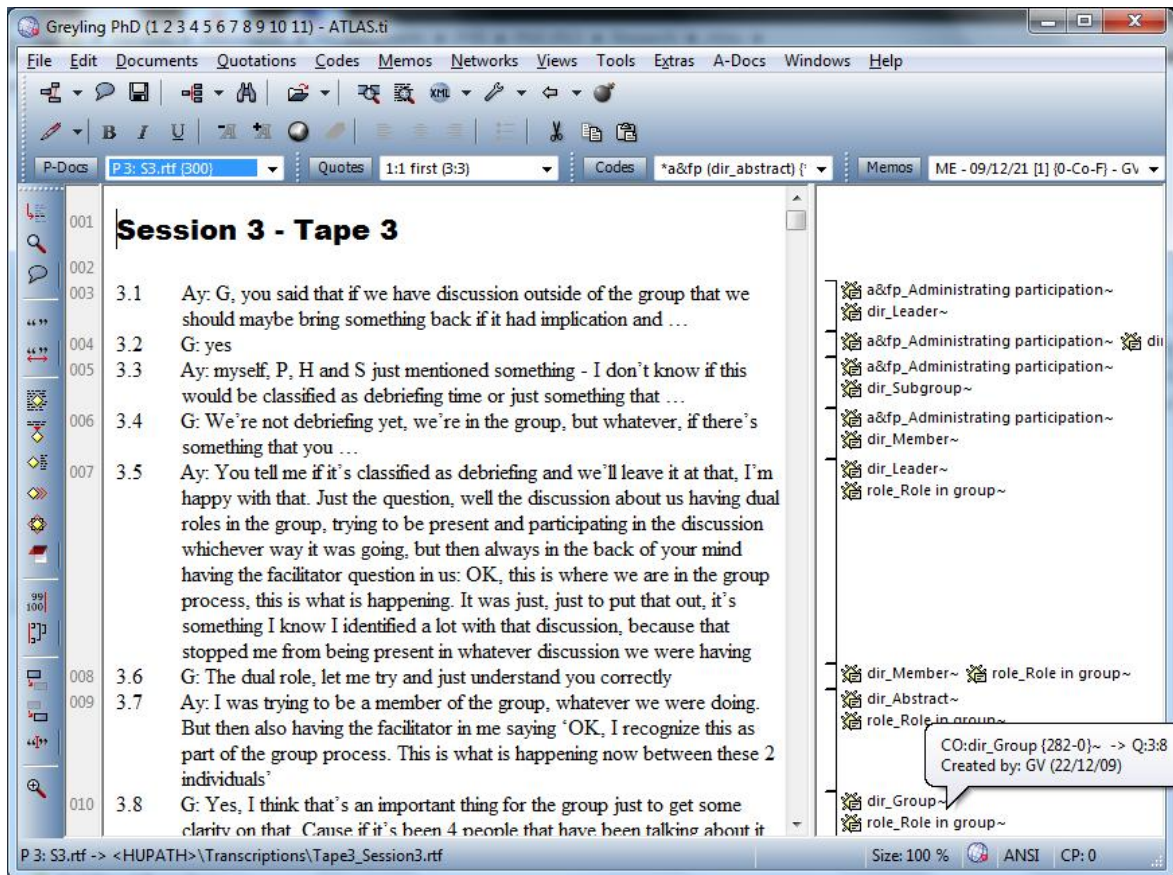 Greyling PhD (1 2 3 4 5 6 7 8 9 10 11) - ATLAS.ti
File Edit Documents Quotations Codes Memos Networks Views Tools Extras A-Docs Windows Help
XML
B I U
P-Docs P 3: S3.rtf {300} Quotes 1:1 first (3:3) Codes *a&fp (dir_abstract) { Memos ME - 09/12/21 [1] {0-Co-F} - GV
001 Session 3 - Tape 3
002
003 3.1 Ay: G, you said that if we have discussion outside of the group that we a&fp_Administrating participation~
should maybe bring something back if it had implication and … dir_Leader~
004 3.2 G: yes a&fp_Administrating participation~
005 3.3 Ay: myself, P, H and S just mentioned something - I don’t know if this a&fp_Administrating participation~
would be classified as debriefing time or just something that … dir_Subgroup~
006 3.4 G: We’re not debriefing yet, we’re in the group, but whatever, if there’s a&fp_Administrating participation~
something that you … dir_Member~
007 3.5 Ay: You tell me if it’s classified as debriefing and we’ll leave it at that, I’m dir_Leader~
happy with that. Just the question, well the discussion about us having dual role_Role in group~
roles in the group, trying to be present and participating in the discussion
whichever way it was going, but then always in the back of your mind
having the facilitator question in us: OK, this is where we are in the group
process, this is what is happening. It was just, just to put that out, it’s
something I know I identified a lot with that discussion, because that
stopped me from being present in whatever discussion we were having
008 3.6 G: The dual role, let me try and just understand you correctly dir_Member~ role_Role in group~
009 3.7 Ay: I was trying to be a member of the group, whatever we were doing. dir_Abstract~
But then also having the facilitator in me saying ‘OK, I recognize this as role_Role in group~
part of the group process. This is what is happening now between these 2
individuals’
CO:dir_Group {282-0}~ -> Q:3:8
Created by: GV (22/12/09)
010 3.8 G: Yes, I think that’s an important thing for the group just to get some dir_Group~
clarity on that. Cause if it’s been 4 people that have been talking about it role_Role in group~
P 3: S3.rtf -> <HUPATH>\Transcriptions\Tape3_Session3.rtf Size: 100 % ANSI CP: 0